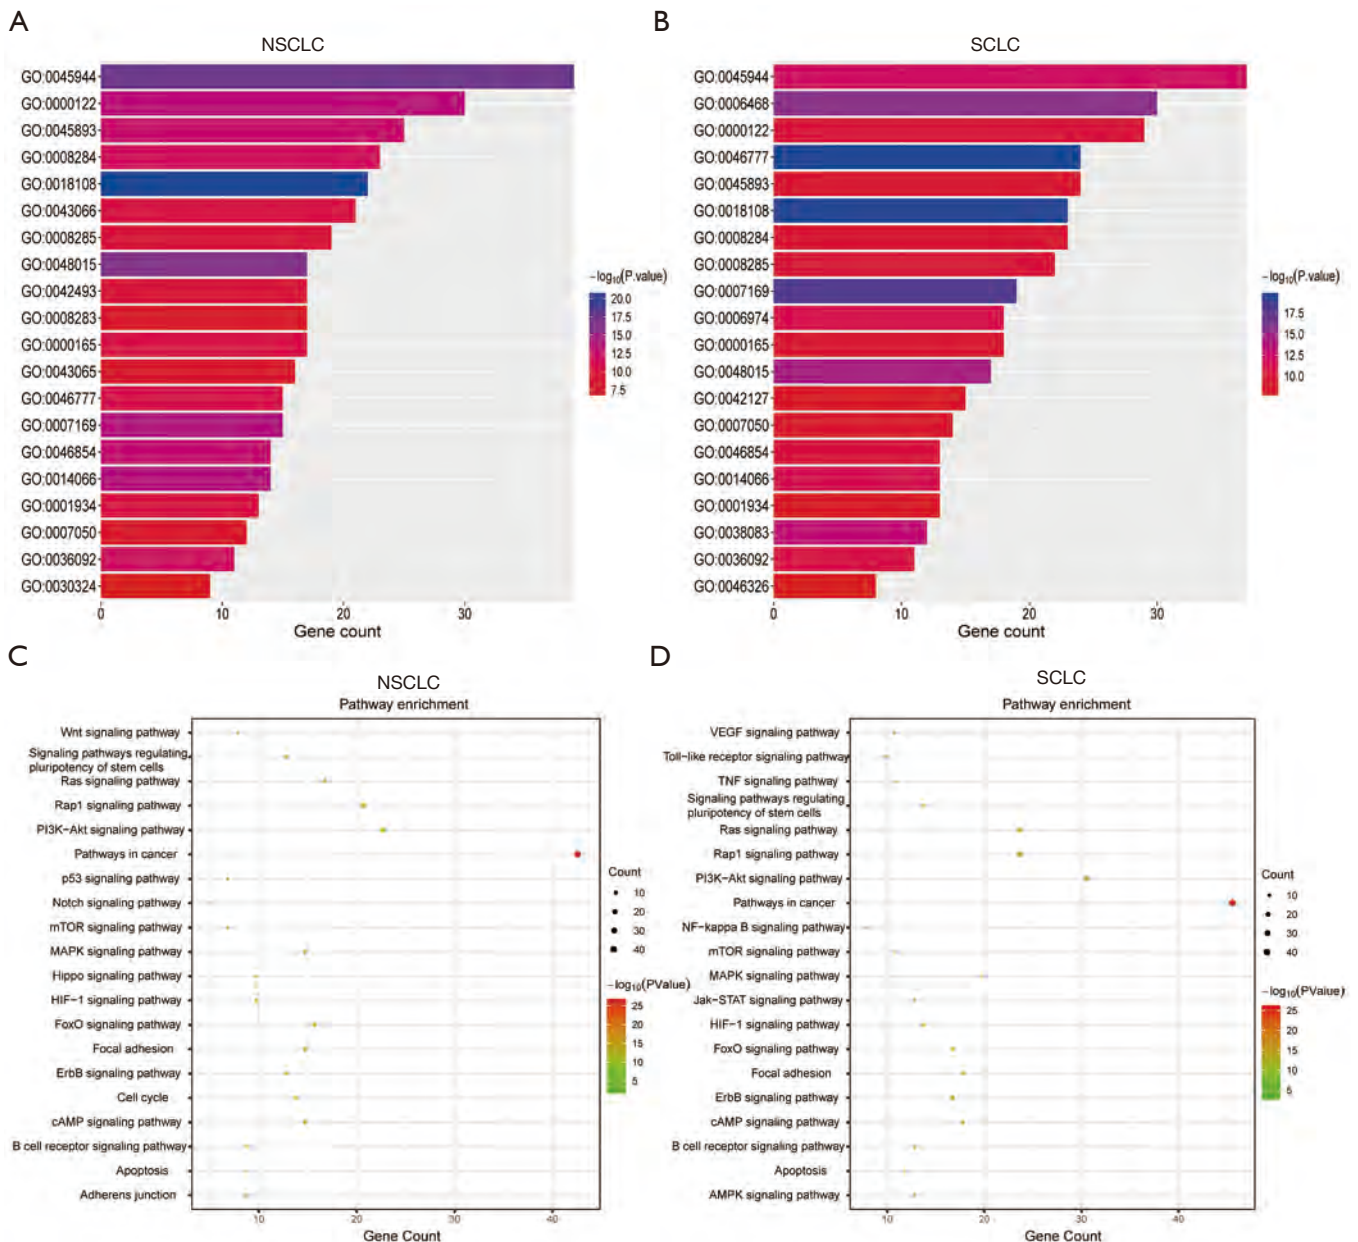 A
NSCLC
GO:0045944
GO:0000122
GO:0045893
GO:0008284
GO:0018108
GO:0043066
GO:0008285
GO:0048015
GO:0042493
GO:0008283
GO:0000165
GO:0043065
GO:0046777
GO:0007169
GO:0046854
GO:0014066
GO:0001934
GO:0007050
GO:0036092
GO:0030324
0 10 20 30
Gene count
−log10(P.value)
20.0
17.5
15.0
12.5
10.0
7.5
B
SCLC
GO:0045944
GO:0006468
GO:0000122
GO:0046777
GO:0045893
GO:0018108
GO:0008284
GO:0008285
GO:0007169
GO:0006974
GO:0000165
GO:0048015
GO:0042127
GO:0007050
GO:0046854
GO:0014066
GO:0001934
GO:0038083
GO:0036092
GO:0046326
0 10 20 30
Gene count
−log10(P.value)
17.5
15.0
12.5
10.0
C
NSCLC
Pathway enrichment
Wnt signaling pathway
Signaling pathways regulating
pluripotency of stem cells
Ras signaling pathway
Rap1 signaling pathway
PI3K−Akt signaling pathway
Pathways in cancer
p53 signaling pathway
Notch signaling pathway
mTOR signaling pathway
MAPK signaling pathway
Hippo signaling pathway
HIF−1 signaling pathway
FoxO signaling pathway
Focal adhesion
ErbB signaling pathway
Cell cycle
cAMP signaling pathway
B cell receptor signaling pathway
Apoptosis
Adherens junction
10 20 30 40
Gene Count
Count
10
20
30
40
−log10(PValue)
25
20
15
10
5
D
SCLC
Pathway enrichment
VEGF signaling pathway
Toll−like receptor signaling pathway
TNF signaling pathway
Signaling pathways regulating
pluripotency of stem cells
Ras signaling pathway
Rap1 signaling pathway
PI3K−Akt signaling pathway
Pathways in cancer
NF−kappa B signaling pathway
mTOR signaling pathway
MAPK signaling pathway
Jak−STAT signaling pathway
HIF−1 signaling pathway
FoxO signaling pathway
Focal adhesion
ErbB signaling pathway
cAMP signaling pathway
B cell receptor signaling pathway
Apoptosis
AMPK signaling pathway
10 20 30 40
Gene Count
Count
10
20
30
40
−log10(PValue)
25
20
15
10
5